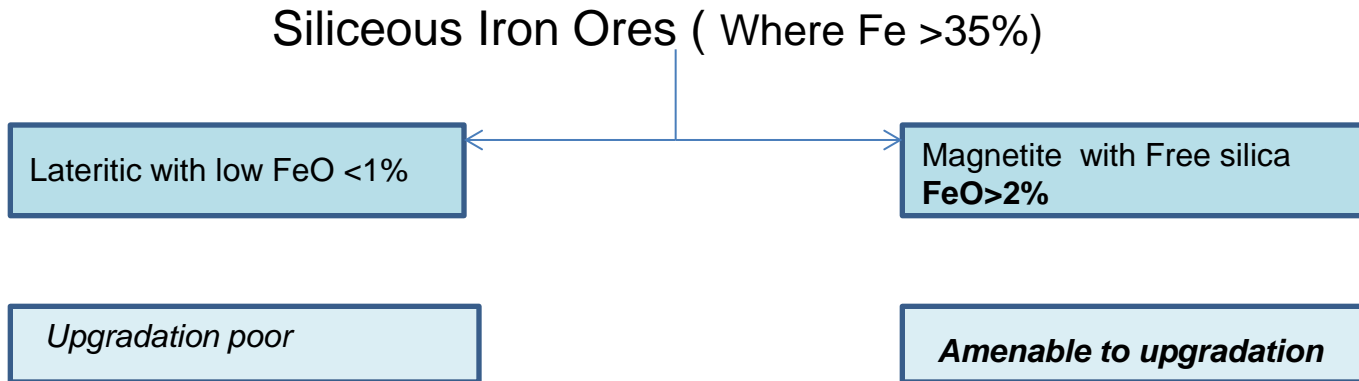 Siliceous Iron Ores ( Where Fe >35%)
Lateritic with low FeO <1%
Magnetite with Free silica
FeO>2%
Upgradation poor
Amenable to upgradation